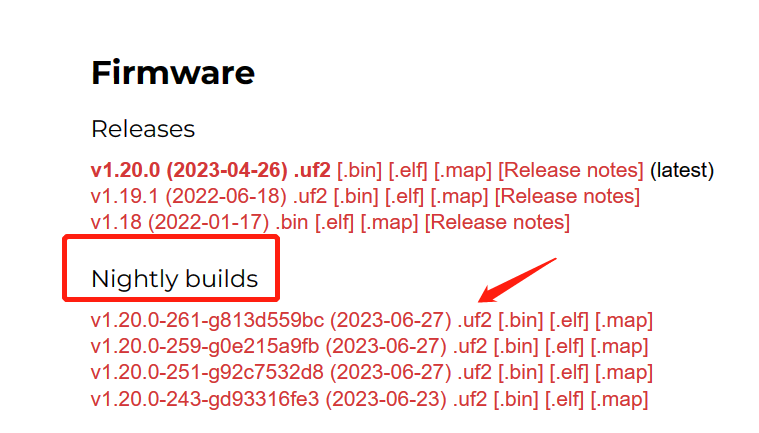 Firmware
Releases
v1.20.0 (2023-04-26) .uf2 [.bin] [.elf] [.map] [Release notes] (latest)
v1.19.1 (2022-06-18) .uf2 [.bin] [.elf] [.map] [Release notes]
v1.18 (2022-01-17) .bin [.elf] [.map] [Release notes]
Nightly builds
v1.20.0-261-g813d559bc (2023-06-27) .uf2 [.bin] [.elf] [.map]
v1.20.0-259-g0e215a9fb (2023-06-27) .uf2 [.bin] [.elf] [.map]
v1.20.0-251-g92c7532d8 (2023-06-27) .uf2 [.bin] [.elf] [.map]
v1.20.0-243-gd93316fe3 (2023-06-23) .uf2 [.bin] [.elf] [.map]